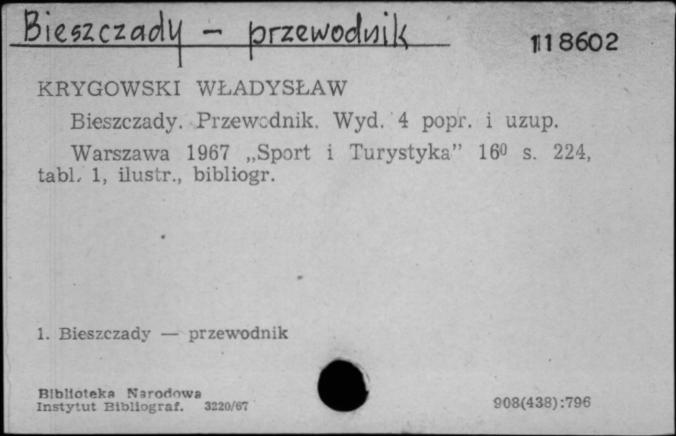 Bieszczady - przewodnik
118602
KRYGOWSKI WŁADYSŁAW
Bieszczady. Przewodnik. Wyd. 4 popr. i uzup.
Warszawa 1967 „Sport i Turystyka” 16⁰ s. 224,
tabl. 1, ilustr., bibliogr.
1. Bieszczady — przewodnik
Biblioteka Narodowa
Instytut Bibliograf. 3220/67
908(438):796